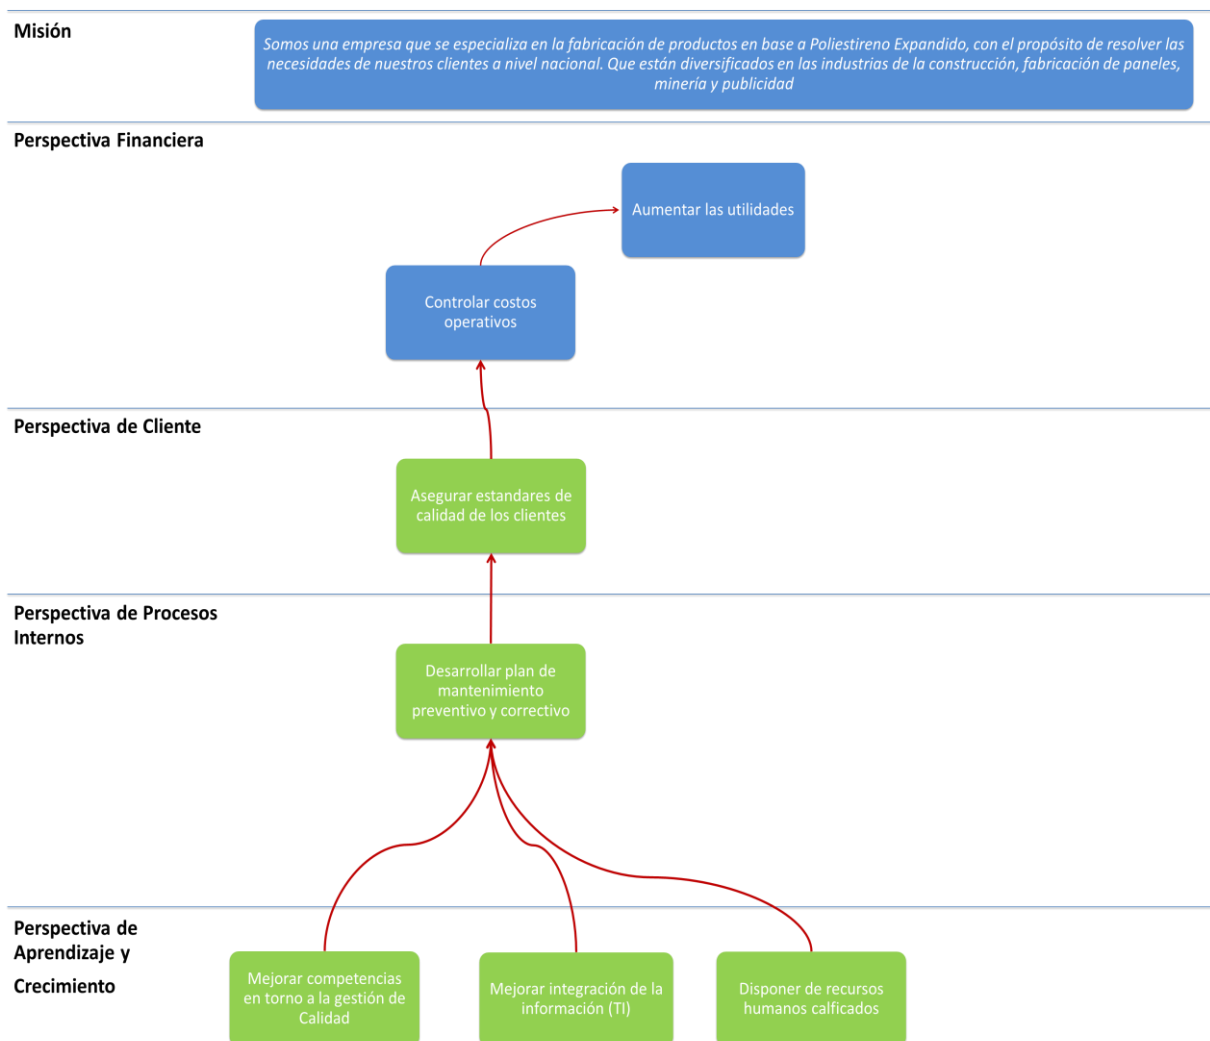 Misión
Somos una empresa que se especializa en la fabricación de productos en base a Poliestireno Expandido, con el propósito de resolver las
necesidades de nuestros clientes a nivel nacional. Que están diversificados en las industrias de la construcción, fabricación de paneles,
minería y publicidad
Perspectiva Financiera
Aumentar las utilidades
Controlar costos
operativos
Perspectiva de Cliente
Asegurar estandares de
calidad de los clientes
Perspectiva de Procesos
Internos
Desarrollar plan de
mantenimiento
preventivo y correctivo
Perspectiva de
Aprendizaje y
Crecimiento
Mejorar competencias
en torno a la gestión de
Calidad
Mejorar integración de la
información (TI)
Disponer de recursos
humanos calficados